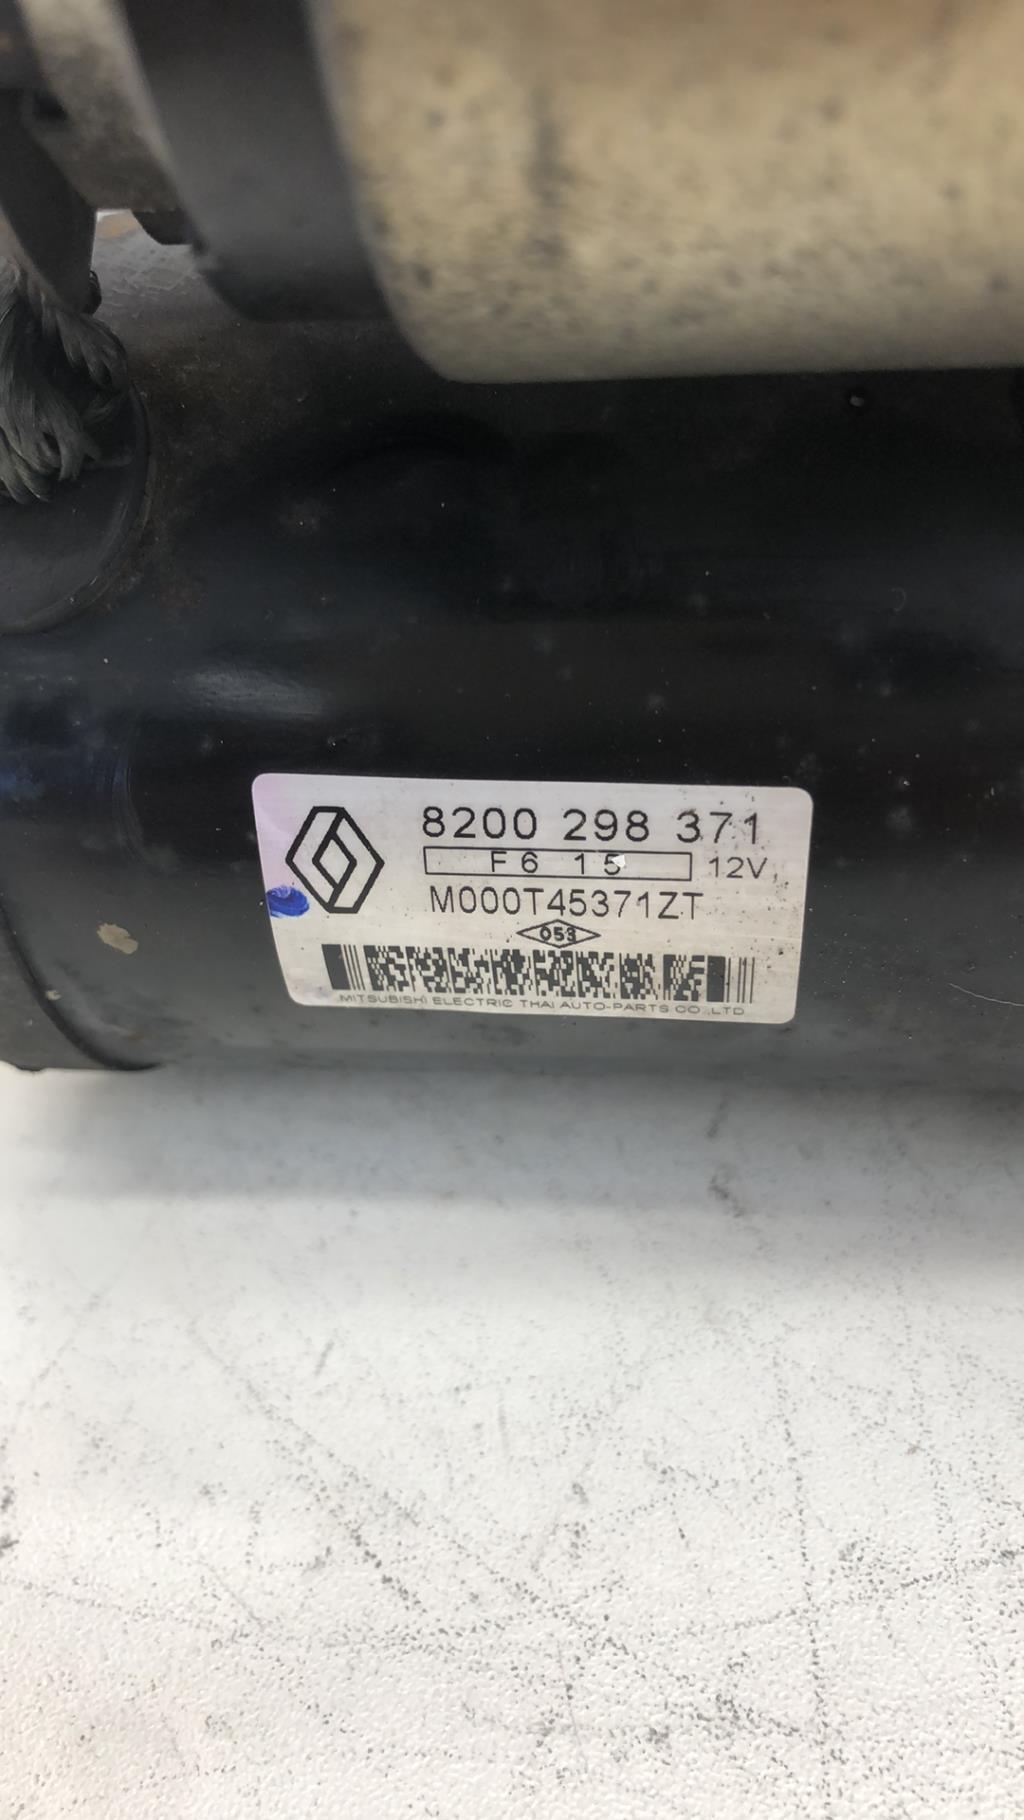 8200 298 371
F6 15 12V
M000T45371ZT
053
MITSUBISHI ELECTRIC THAI AUTO-PARTS CO.,LTD